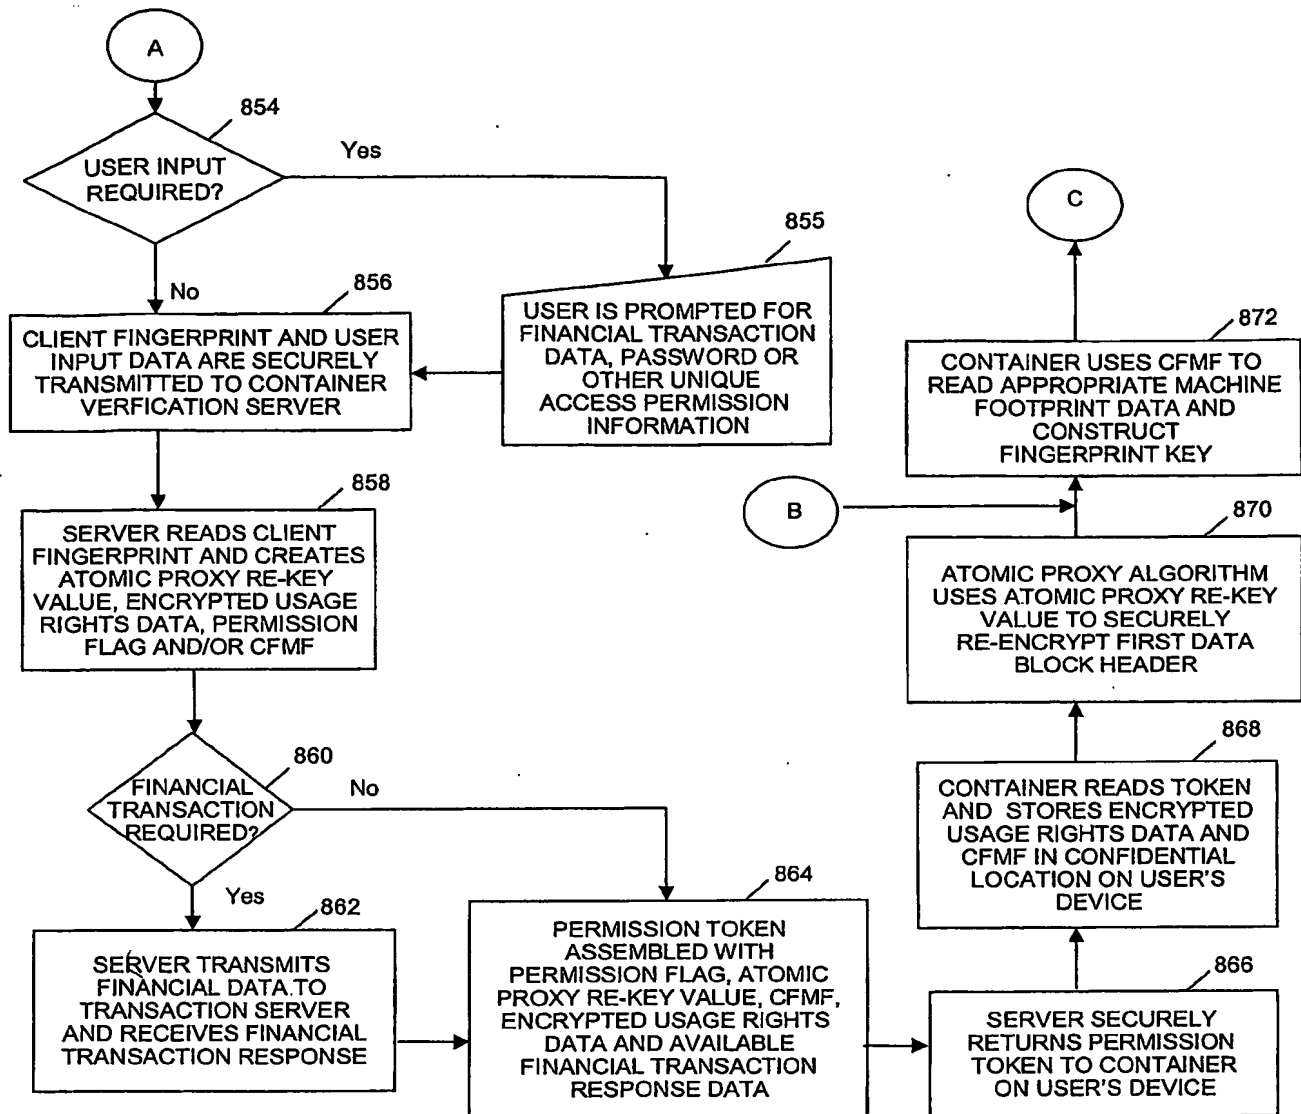 A
854
USER INPUT
REQUIRED?
Yes
No
855
USER IS PROMPTED FOR
FINANCIAL TRANSACTION
DATA, PASSWORD OR
OTHER UNIQUE
ACCESS PERMISSION
INFORMATION
856
CLIENT FINGERPRINT AND USER
INPUT DATA ARE SECURELY
TRANSMITTED TO CONTAINER
VERFICATION SERVER
858
SERVER READS CLIENT
FINGERPRINT AND CREATES
ATOMIC PROXY RE-KEY
VALUE, ENCRYPTED USAGE
RIGHTS DATA, PERMISSION
FLAG AND/OR CFMF
860
FINANCIAL
TRANSACTION
REQUIRED?
No
Yes
862
SERVER TRANSMITS
FINANCIAL DATA TO
TRANSACTION SERVER
AND RECEIVES FINANCIAL
TRANSACTION RESPONSE
864
PERMISSION TOKEN
ASSEMBLED WITH
PERMISSION FLAG, ATOMIC
PROXY RE-KEY VALUE, CFMF,
ENCRYPTED USAGE RIGHTS
DATA AND AVAILABLE
FINANCIAL TRANSACTION
RESPONSE DATA
866
SERVER SECURELY
RETURNS PERMISSION
TOKEN TO CONTAINER
ON USER'S DEVICE
868
CONTAINER READS TOKEN
AND STORES ENCRYPTED
USAGE RIGHTS DATA AND
CFMF IN CONFIDENTIAL
LOCATION ON USER'S
DEVICE
870
ATOMIC PROXY ALGORITHM
USES ATOMIC PROXY RE-KEY
VALUE TO SECURELY
RE-ENCRYPT FIRST DATA
BLOCK HEADER
B
872
CONTAINER USES CFMF TO
READ APPROPRIATE MACHINE
FOOTPRINT DATA AND
CONSTRUCT
FINGERPRINT KEY
C